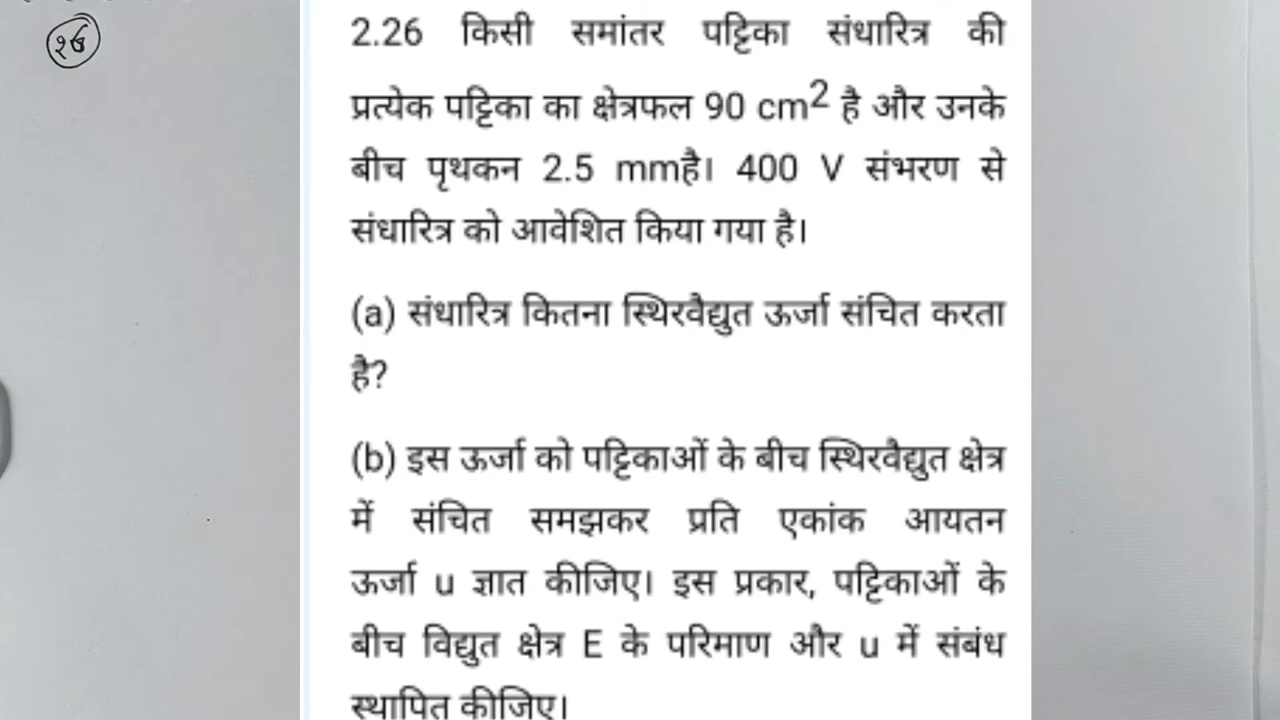 २६
2.26 किसी समांतर पट्टिका संधारित्र की
प्रत्येक पट्टिका का क्षेत्रफल 90 cm² है और उनके
बीच पृथकन 2.5 mmहै। 400 V संभरण से
संधारित्र को आवेशित किया गया है।
(a) संधारित्र कितना स्थिरवैद्युत ऊर्जा संचित करता
है?
(b) इस ऊर्जा को पट्टिकाओं के बीच स्थिरवैद्युत क्षेत्र
में संचित समझकर प्रति एकांक आयतन
ऊर्जा u ज्ञात कीजिए। इस प्रकार, पट्टिकाओं के
बीच विद्युत क्षेत्र E के परिमाण और u में संबंध
स्थापित कीजिए।